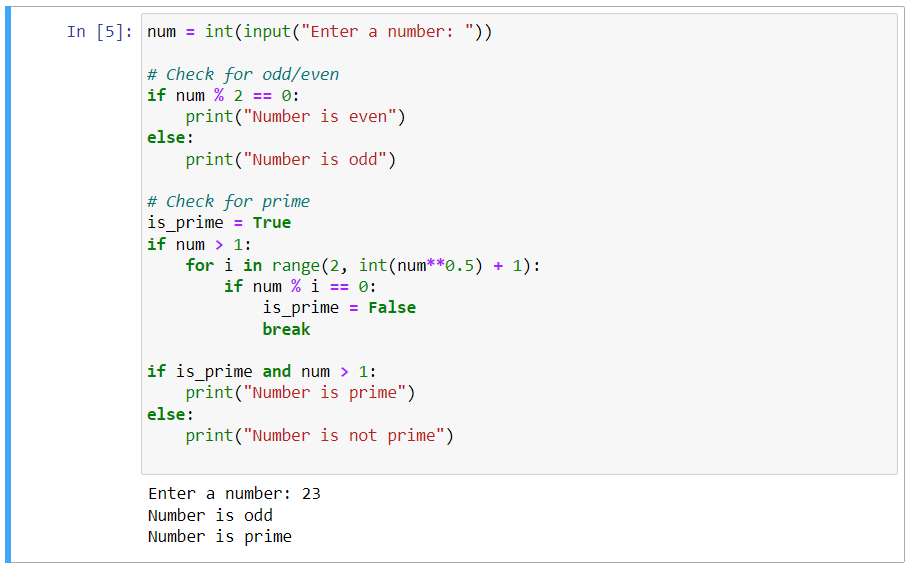 In [5]: num = int(input("Enter a number: "))

# Check for odd/even
if num % 2 == 0:
    print("Number is even")
else:
    print("Number is odd")

# Check for prime
is_prime = True
if num > 1:
    for i in range(2, int(num**0.5) + 1):
        if num % i == 0:
            is_prime = False
            break

if is_prime and num > 1:
    print("Number is prime")
else:
    print("Number is not prime")

Enter a number: 23
Number is odd
Number is prime